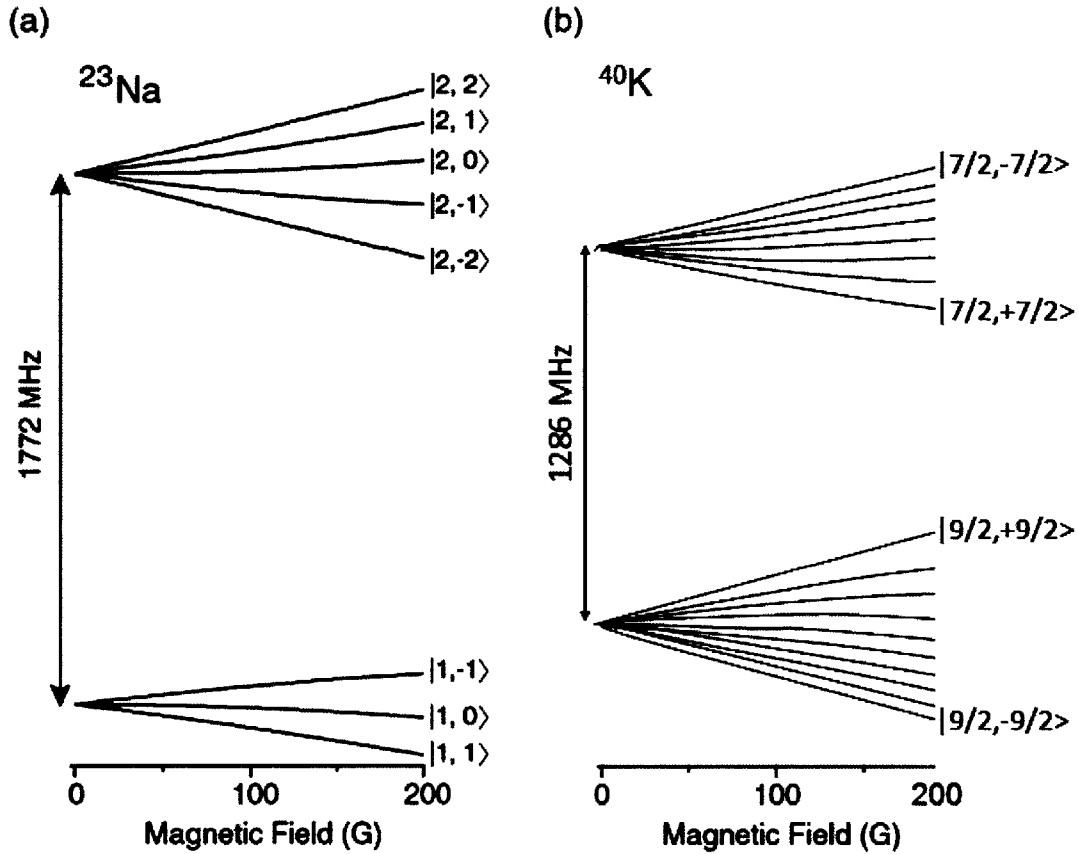 (a)
²³Na
|2, 2⟩
|2, 1⟩
|2, 0⟩
|2,-1⟩
|2,-2⟩
1772 MHz
|1,-1⟩
|1, 0⟩
|1, 1⟩
0
100
200
Magnetic Field (G)
(b)
⁴⁰K
|7/2,-7/2>
|7/2,+7/2>
1286 MHz
|9/2,+9/2>
|9/2,-9/2>
0
100
200
Magnetic Field (G)